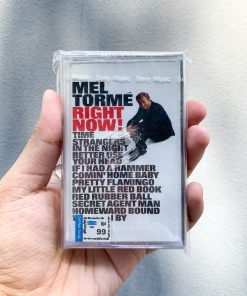 Sony Music Sony Music
MEL
TORMÉ
RIGHT
NOW!
TIME
STRANGERS
IN THE NIGHT
BETTER USE
YOUR HEAD
IF I HAD A HAMMER
COMIN' HOME BABY
PRETTY FLAMINGO
MY LITTLE RED BOOK
RED RUBBER BALL
SECRET AGENT MAN
HOMEWARD BOUND
BY
99